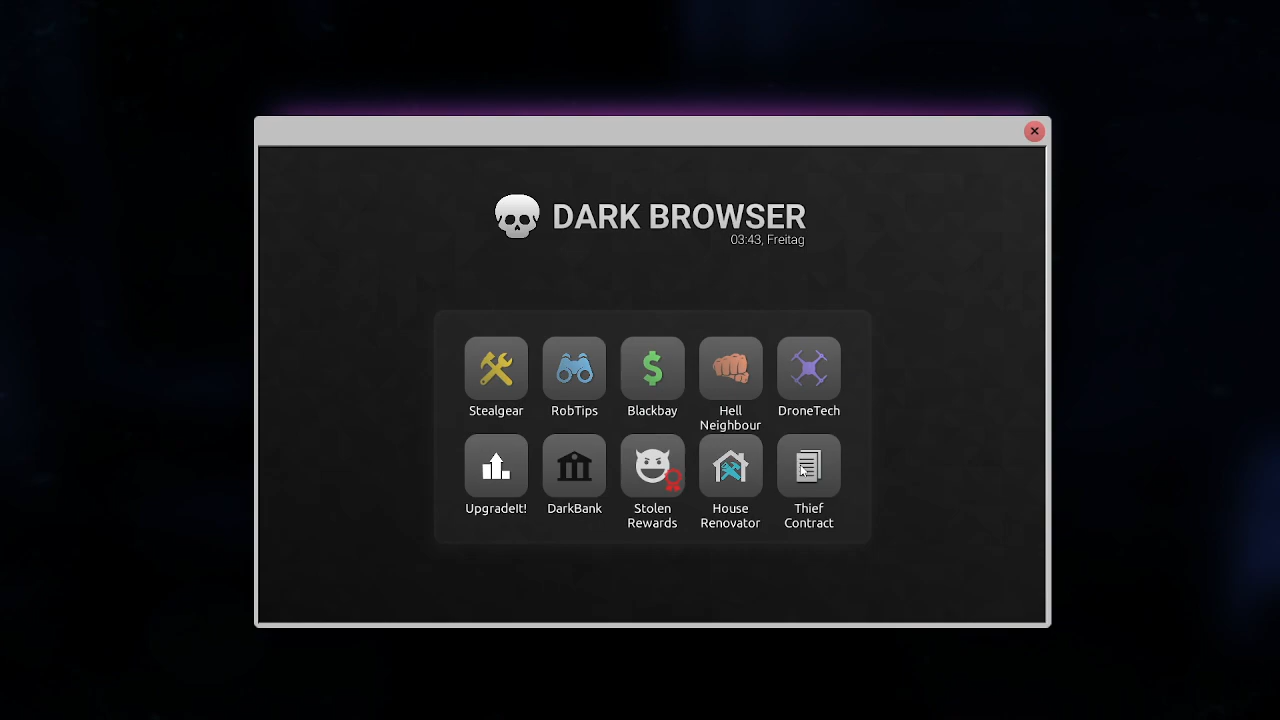 DARK BROWSER
03:43, Freitag
Stealgear
RobTips
Blackbay
Hell
Neighbour
DroneTech
UpgradeIt!
DarkBank
Stolen
Rewards
House
Renovator
Thief
Contract